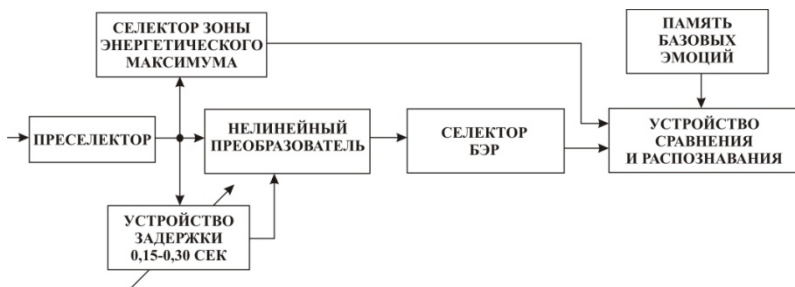 СЕЛЕКТОР ЗОНЫ
ЭНЕРГЕТИЧЕСКОГО
МАКСИМУМА
ПАМЯТЬ
БАЗОВЫХ
ЭМОЦИЙ
ПРЕСЕЛЕКТОР
НЕЛИНЕЙНЫЙ
ПРЕОБРАЗОВАТЕЛЬ
СЕЛЕКТОР
БЭР
УСТРОЙСТВО
СРАВНЕНИЯ
И РАСПОЗНАВАНИЯ
УСТРОЙСТВО
ЗАДЕРЖКИ
0,15-0,30 СЕК